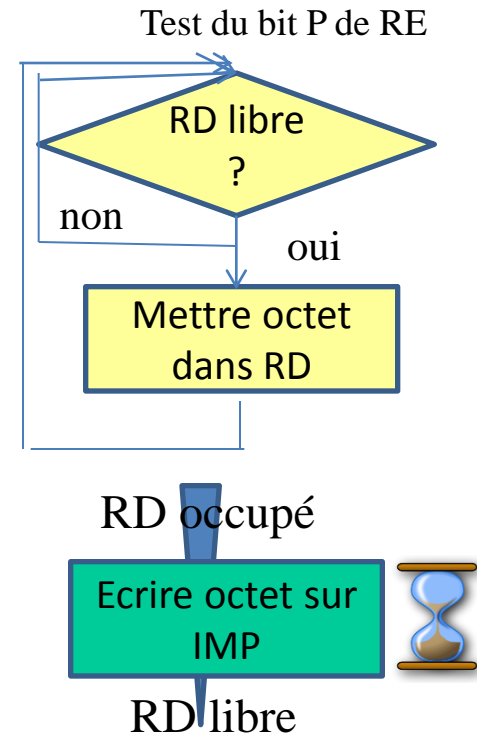 Test du bit P de RE
RD libre
?
non
oui
Mettre octet
dans RD
RD occupé
Ecrire octet sur
IMP
RD libre